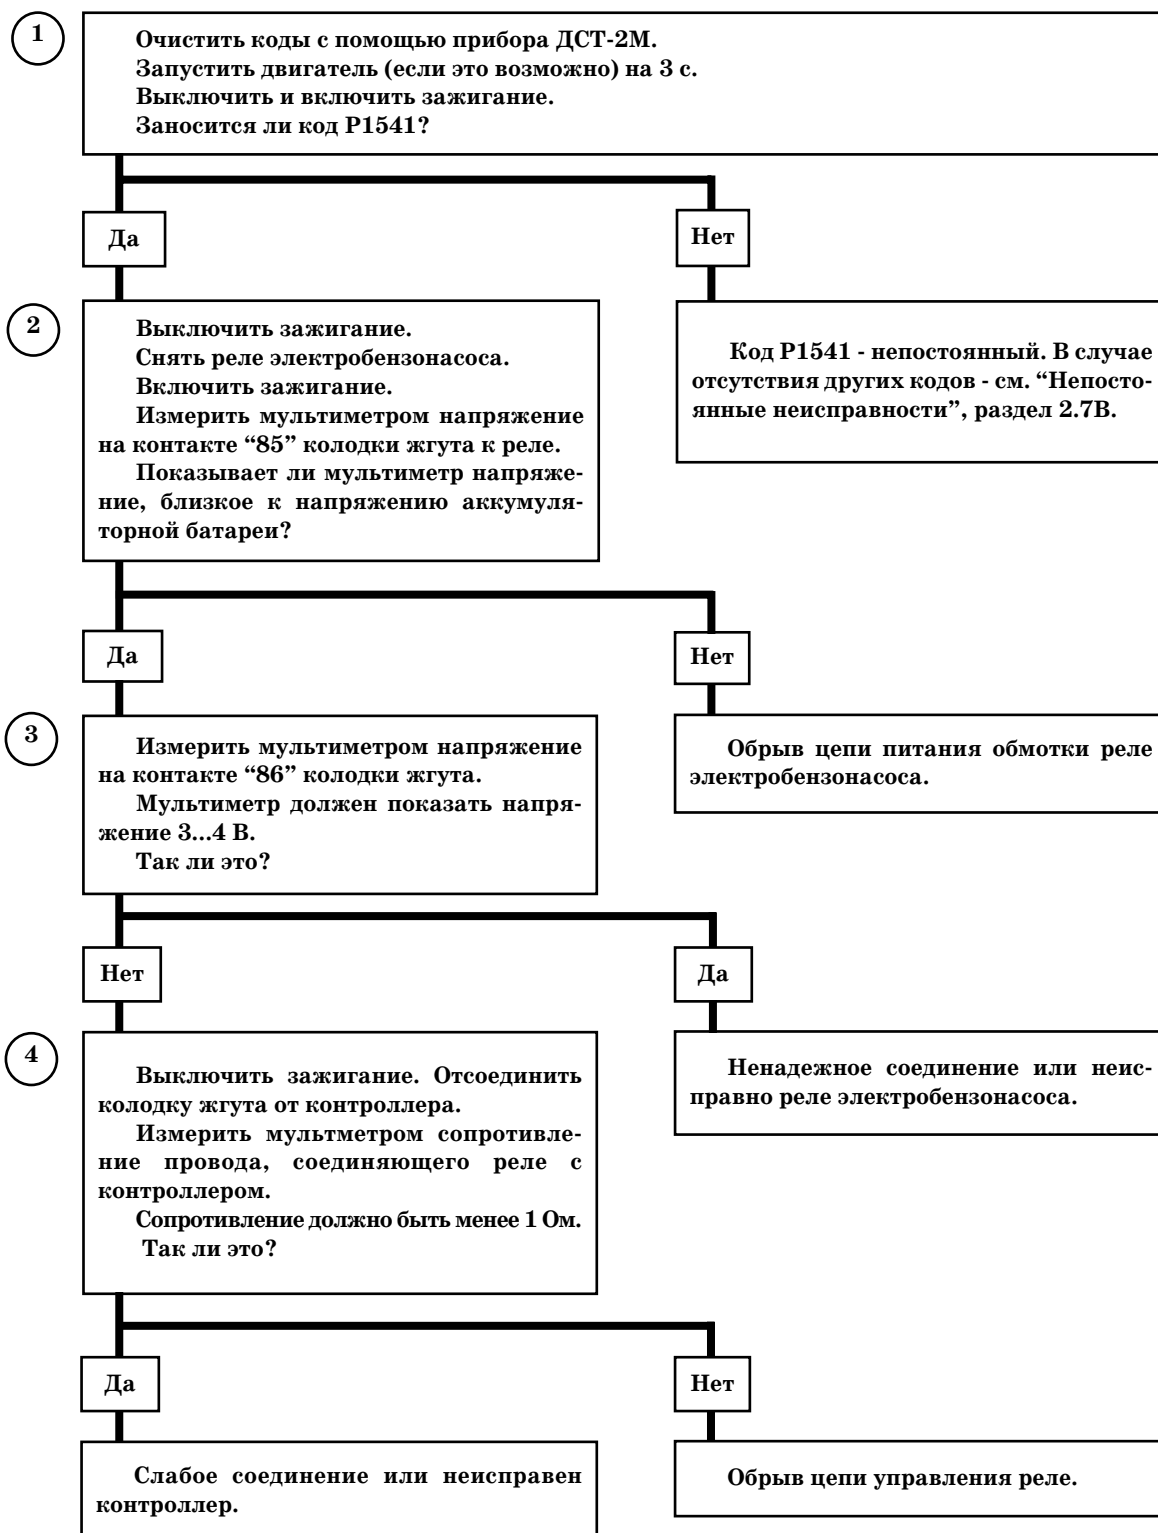 1
Очистить коды с помощью прибора ДСТ-2М.
Запустить двигатель (если это возможно) на 3 с.
Выключить и включить зажигание.
Заносится ли код Р1541?
Да
Нет
2
Выключить зажигание.
Снять реле электробензонасоса.
Включить зажигание.
Измерить мультиметром напряжение
на контакте “85” колодки жгута к реле.
Показывает ли мультиметр напряже-
ние, близкое к напряжению аккумуля-
торной батареи?
Код Р1541 - непостоянный. В случае
отсутствия других кодов - см. “Непосто-
янные неисправности”, раздел 2.7В.
Да
Нет
3
Измерить мультиметром напряжение
на контакте “86” колодки жгута.
Мультиметр должен показать напря-
жение 3...4 В.
Так ли это?
Обрыв цепи питания обмотки реле
электробензонасоса.
Нет
Да
4
Выключить зажигание. Отсоединить
колодку жгута от контроллера.
Измерить мультметром сопротивле-
ние провода, соединяющего реле с
контроллером.
Сопротивление должно быть менее 1 Ом.
Так ли это?
Ненадежное соединение или неис-
правно реле электробензонасоса.
Да
Нет
Слабое соединение или неисправен
контроллер.
Обрыв цепи управления реле.